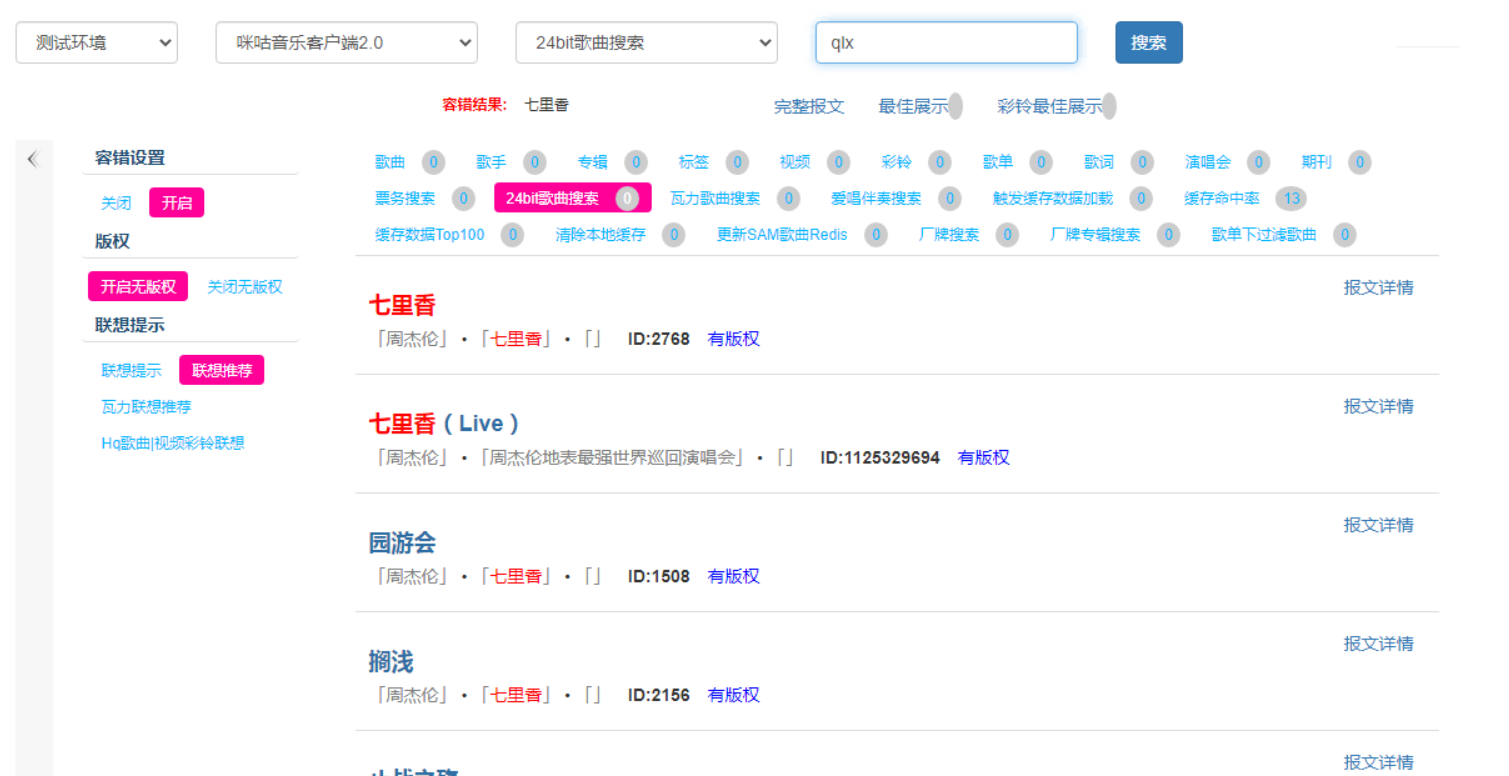 测试环境 咪咕音乐客户端2.0 24bit歌曲搜索 qlx 搜索
容错结果: 七里香 完整报文 最佳展示 彩铃最佳展示
容错设置
关闭 开启
版权
开启无版权 关闭无版权
联想提示
联想提示 联想推荐
瓦力联想推荐
Hq歌曲|视频彩铃联想
歌曲 0 歌手 0 专辑 0 标签 0 视频 0 彩铃 0 歌单 0 歌词 0 演唱会 0 期刊 0
票务搜索 0 24bit歌曲搜索 0 瓦力歌曲搜索 0 爱唱伴奏搜索 0 触发缓存数据加载 0 缓存命中率 13
缓存数据Top100 0 清除本地缓存 0 更新SAM歌曲Redis 0 厂牌搜索 0 厂牌专辑搜索 0 歌单下过滤歌曲 0
七里香 报文详情
「周杰伦」 · 「七里香」 · 「」 ID:2768 有版权
七里香 ( Live ) 报文详情
「周杰伦」 · 「周杰伦地表最强世界巡回演唱会」 · 「」 ID:1125329694 有版权
园游会 报文详情
「周杰伦」 · 「七里香」 · 「」 ID:1508 有版权
搁浅 报文详情
「周杰伦」 · 「七里香」 · 「」 ID:2156 有版权
报文详情